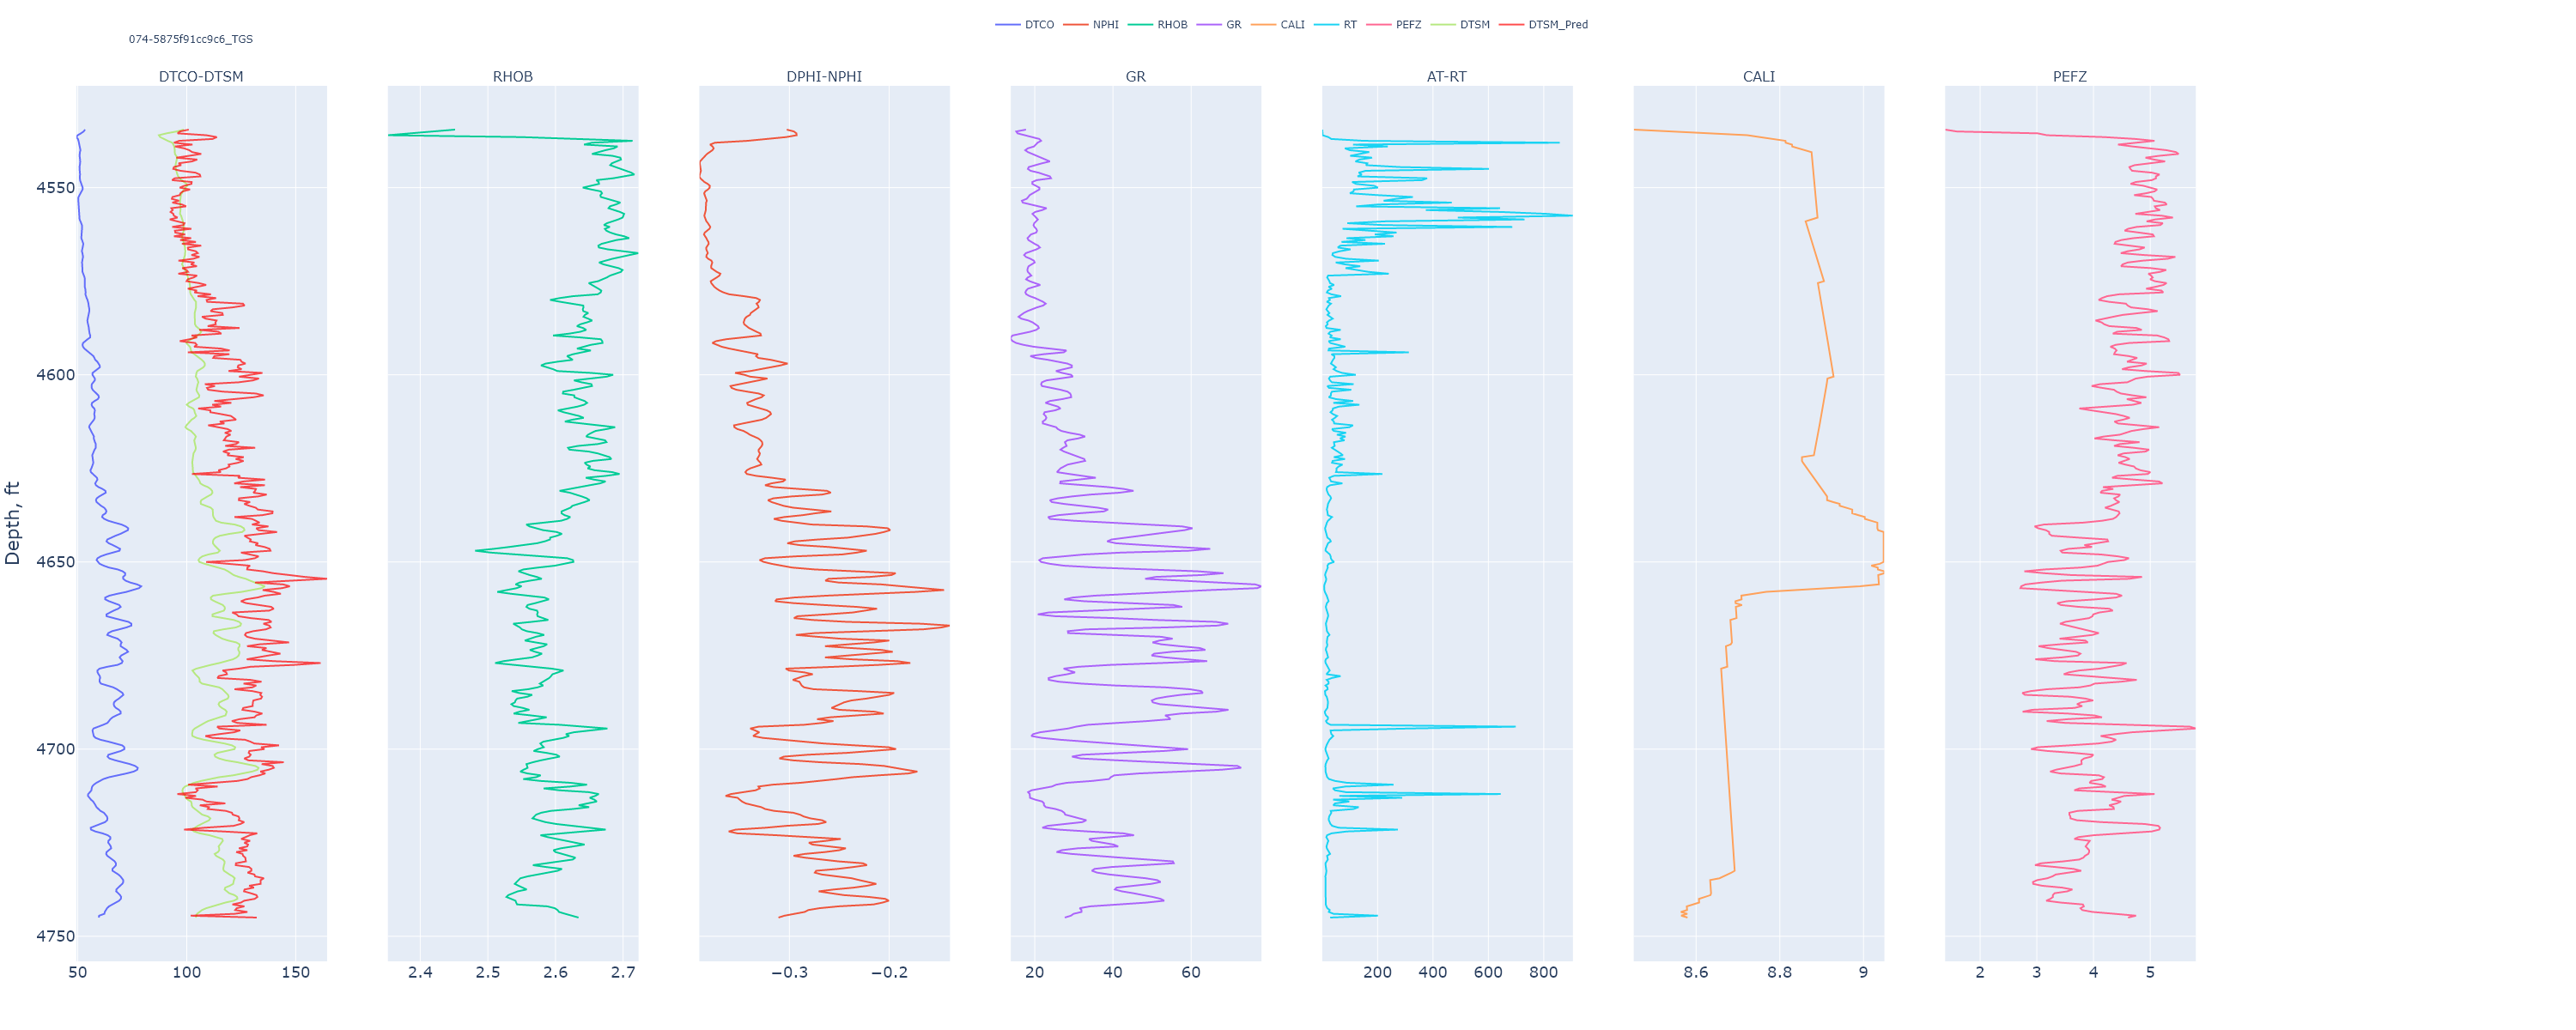 DTCO NPHI RHOB GR CALI RT PEFZ DTSM DTSM_Pred
074-5875f91cc9c6_TGS
DTCO-DTSM RHOB DPHI-NPHI GR AT-RT CALI PEFZ
Depth, ft
4550
4600
4650
4700
4750
50 100 150 2.4 2.5 2.6 2.7 −0.3 −0.2 20 40 60 200 400 600 800 8.6 8.8 9 2 3 4 5